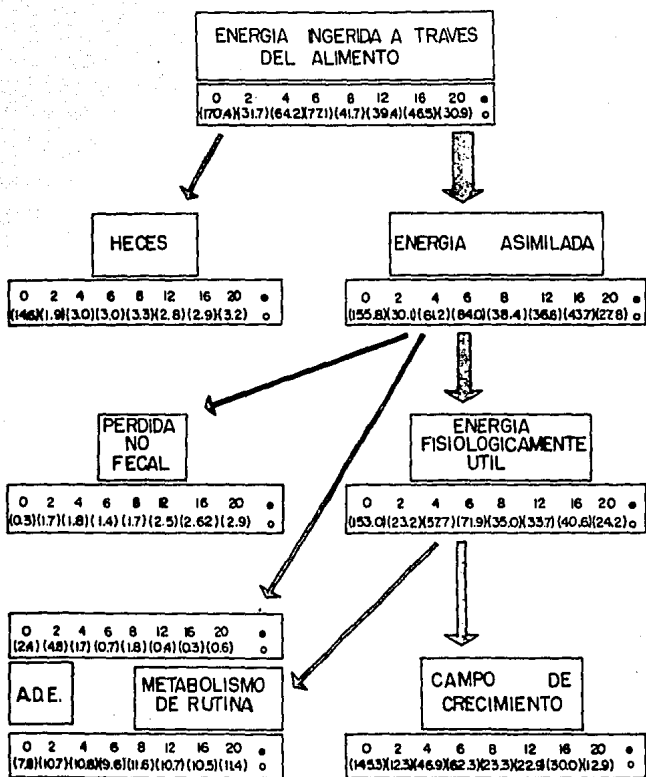 ENERGIA INGERIDA A TRAVES
DEL ALIMENTO
0 2 4 6 8 12 16 20 ●
(170.4)(31.7)(64.2)(77.1)(41.7)(39.4)(46.5)(30.9) ○
HECES
0 2 4 6 8 12 16 20 ●
(14.6)(1.9)(3.0)(3.0)(3.3)(2.8)(2.9)(3.2) ○
ENERGIA ASIMILADA
0 2 4 6 8 12 16 20 ●
(155.8)(30.1)(61.2)(84.0)(38.4)(36.6)(43.7)(27.8) ○
PERDIDA
NO
FECAL
0 2 4 6 8 12 16 20 ●
(0.3)(1.7)(1.8)(1.4)(1.7)(2.5)(2.62)(2.9) ○
ENERGIA
FISIOLOGICAMENTE
UTIL
0 2 4 6 8 12 16 20 ●
(153.0)(23.2)(57.7)(71.9)(35.0)(33.7)(40.6)(24.2) ○
0 2 4 6 8 12 16 20 ●
(2.4)(4.8)(1.7)(0.7)(1.8)(0.4)(0.3)(0.6) ○
A.D.E.
METABOLISMO
DE RUTINA
0 2 4 6 8 12 16 20 ●
(7.8)(10.7)(10.8)(9.6)(11.6)(10.7)(10.5)(11.4) ○
CAMPO DE
CRECIMIENTO
0 2 4 6 8 12 16 20 ●
(145.3)(12.3)(46.9)(62.3)(23.3)(22.9)(30.0)(12.9) ○